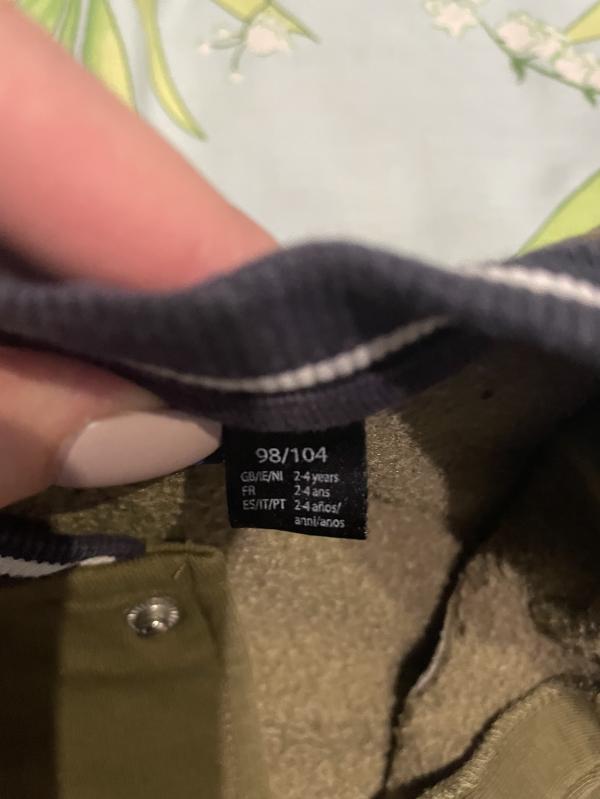 98/104
GB/IE/NI 2-4 years
FR 2-4 ans
ES/IT/PT 2-4 años/
anni/anos